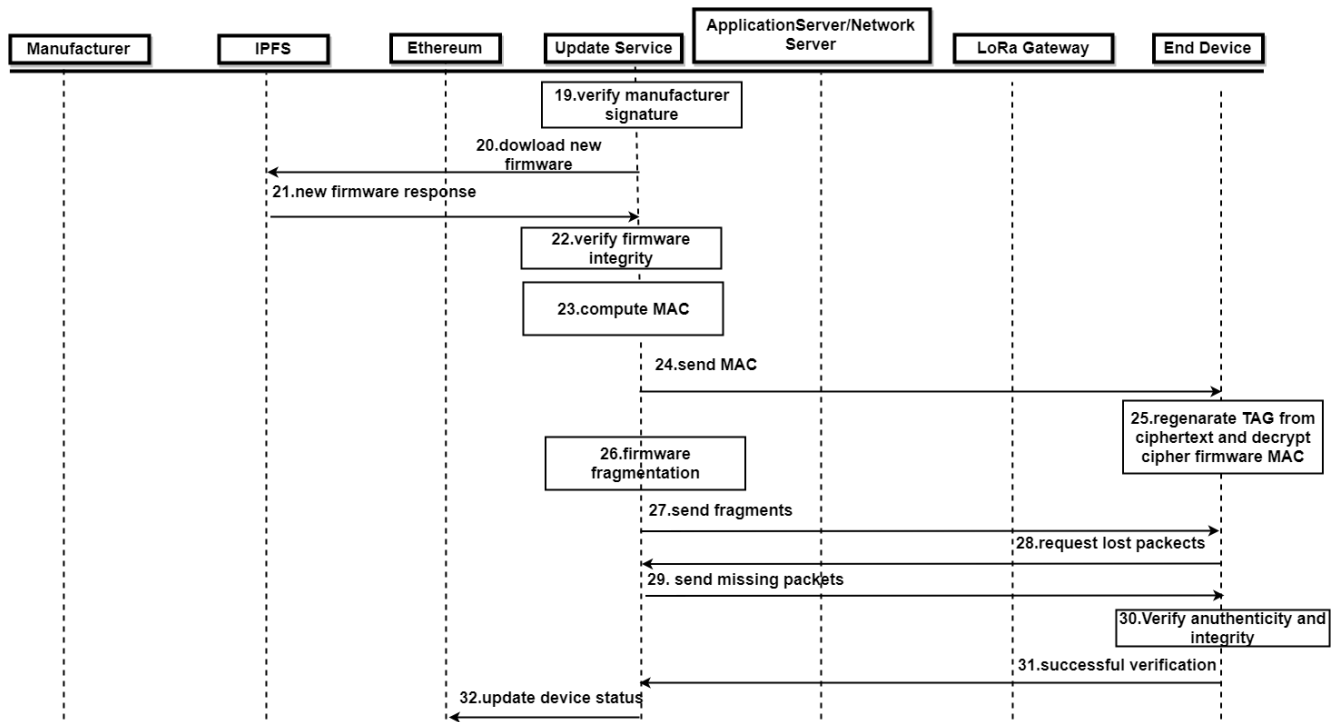 ApplicationServer/Network
Server
Manufacturer
IPFS
Ethereum
Update Service
LoRa Gateway
End Device
19.verify manufacturer
signature
20.dowload new
firmware
21.new firmware response
22.verify firmware
integrity
23.compute MAC
24.send MAC
25.regenarate TAG from
ciphertext and decrypt
cipher firmware MAC
26.firmware
fragmentation
27.send fragments
28.request lost packects
29. send missing packets
30.Verify anuthenticity and
integrity
31.successful verification
32.update device status